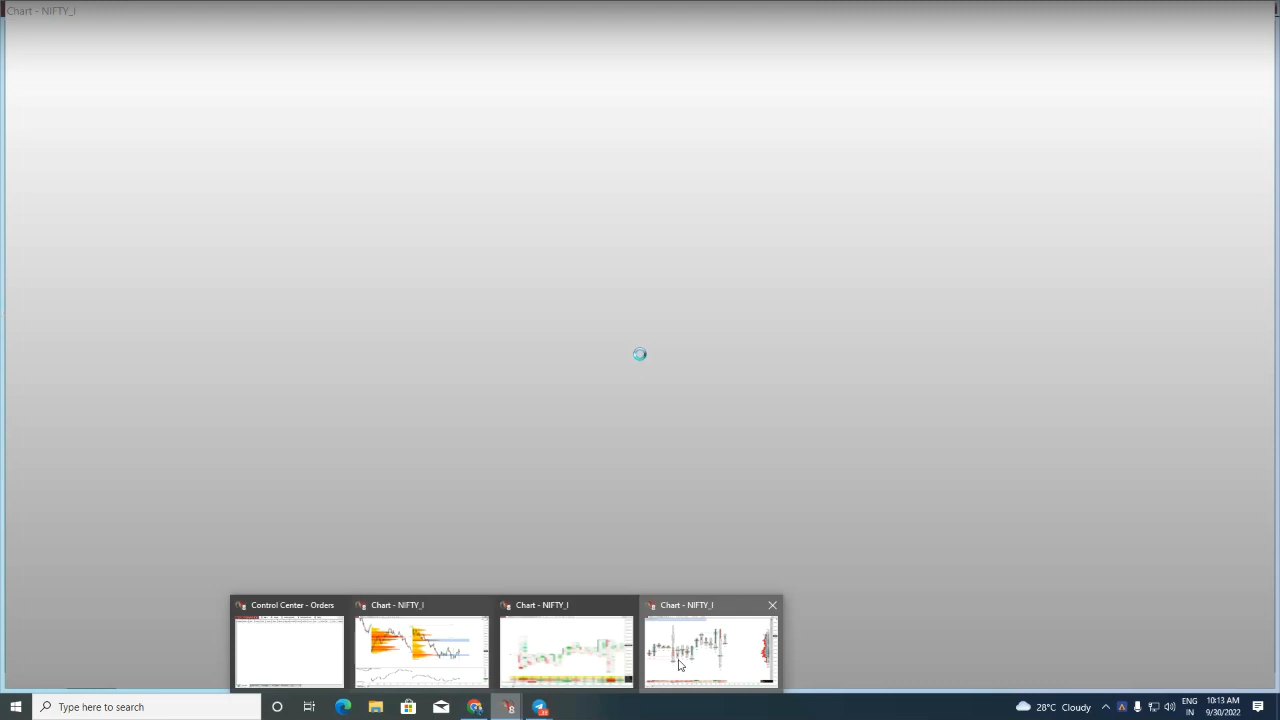 Chart - NIFTY_I
Control Center - Orders
Chart - NIFTY_I
Chart - NIFTY_I
Chart - NIFTY_I
Type here to search
28°C Cloudy
ENG
IN
10:13 AM
9/30/2022